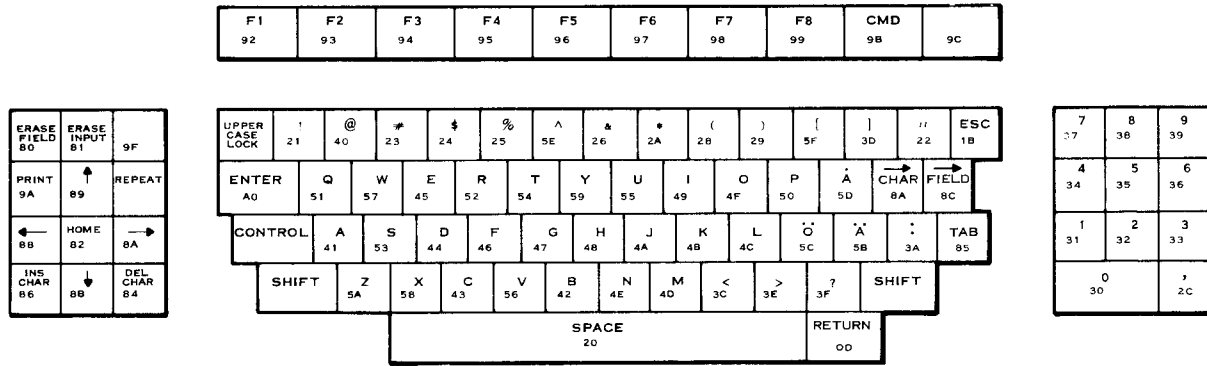 F1 F2 F3 F4 F5 F6 F7 F8 CMD
92 93 94 95 96 97 98 99 9B 9C
ERASE FIELD 80 ERASE INPUT 81 9F
PRINT 9A ↑ 89 REPEAT
← 88 HOME 82 → 8A
INS CHAR 86 ↓ 8B DEL CHAR 84
UPPER CASE LOCK ! 21 @ 40 # 23 $ 24 % 25 ^ 5E & 26 * 2A ( 28 ) 29 [ 5F ] 3D " 22 ESC 1B
ENTER A0 Q 51 W 57 E 45 R 52 T 54 Y 59 U 55 I 49 O 4F P 50 Å 5D → CHAR 8A → FIELD 8C
CONTROL A 41 S 53 D 44 F 46 G 47 H 48 J 4A K 4B L 4C Ö 5C Ä 5B : 3A TAB 85
SHIFT Z 5A X 58 C 43 V 56 B 42 N 4E M 4D < 3C > 3E ? 3F SHIFT
SPACE 20 RETURN 0D
7 37 8 38 9 39
4 34 5 35 6 36
1 31 2 32 3 33
0 30 , 2C